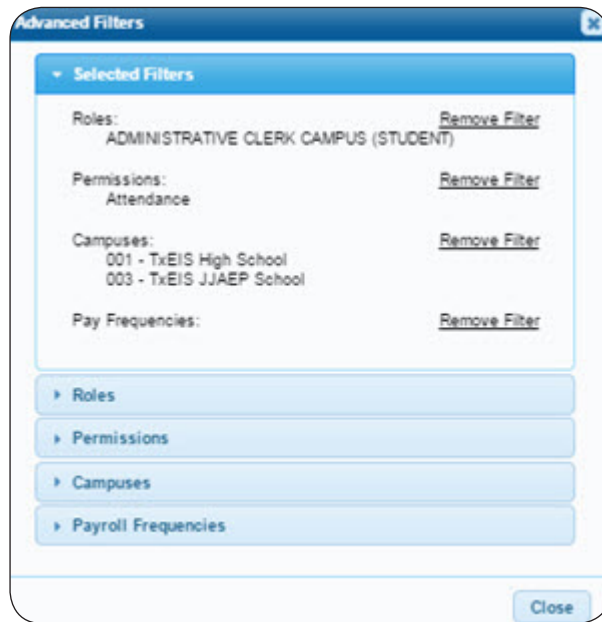 Advanced Filters
Selected Filters
Roles: Remove Filter
ADMINISTRATIVE CLERK CAMPUS (STUDENT)
Permissions: Remove Filter
Attendance
Campuses: Remove Filter
001 - TxEIS High School
003 - TxEIS JJAEP School
Pay Frequencies: Remove Filter
Roles
Permissions
Campuses
Payroll Frequencies
Close